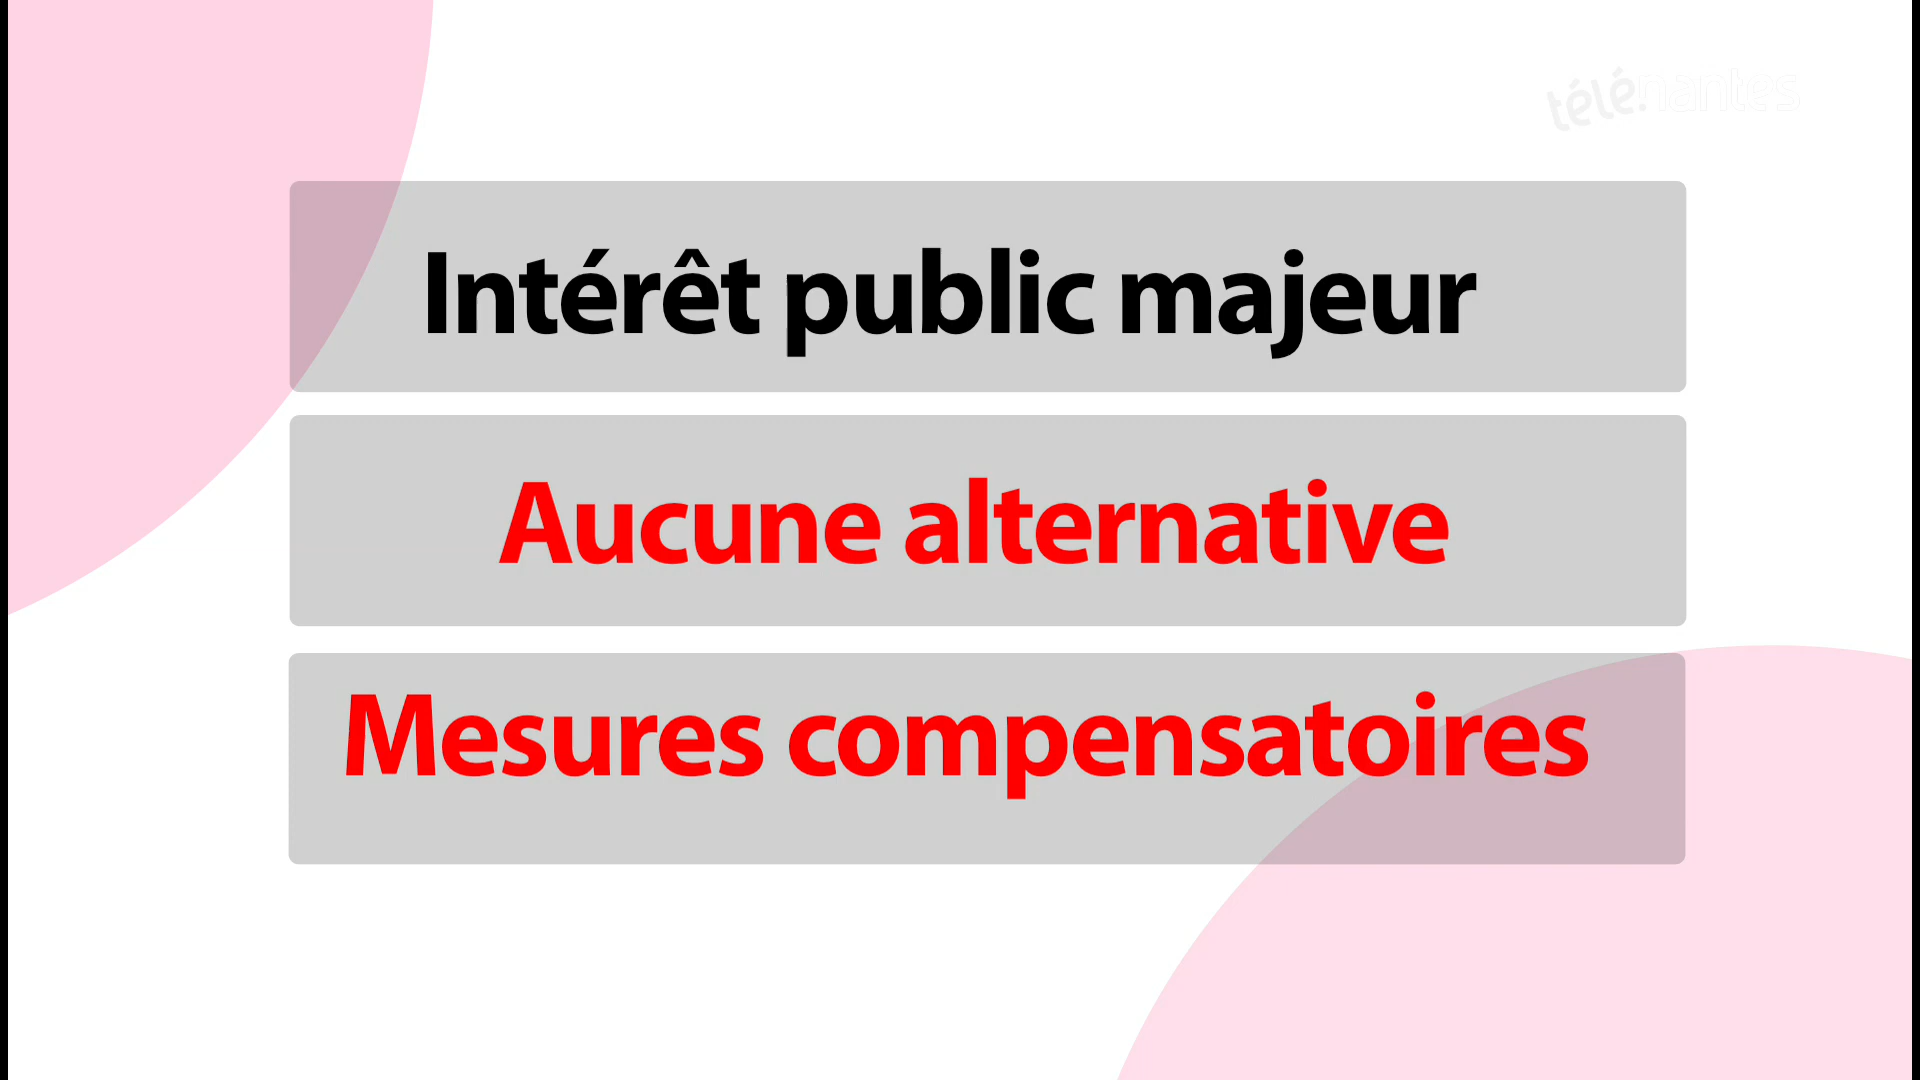 télénantes
Intérêt public majeur
Aucune alternative
Mesures compensatoires